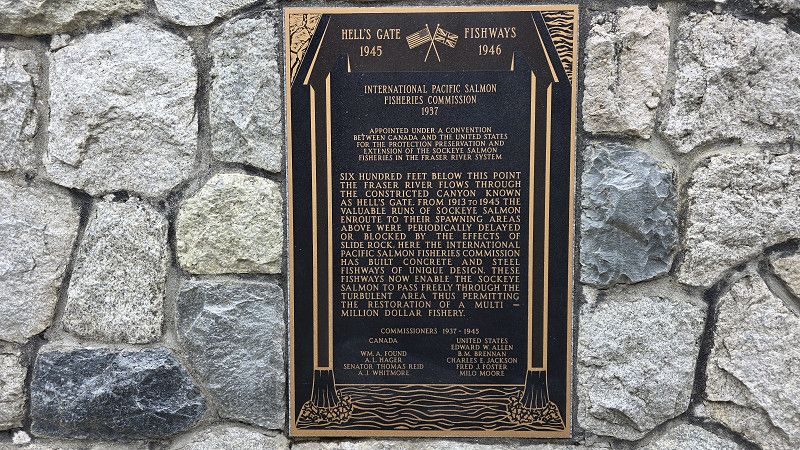 HELL'S GATE FISHWAYS
1945 1946
INTERNATIONAL PACIFIC SALMON
FISHERIES COMMISSION
1937
APPOINTED UNDER A CONVENTION
BETWEEN CANADA AND THE UNITED STATES
FOR THE PROTECTION PRESERVATION AND
EXTENSION OF THE SOCKEYE SALMON
FISHERIES IN THE FRASER RIVER SYSTEM.
SIX HUNDRED FEET BELOW THIS POINT
THE FRASER RIVER FLOWS THROUGH
THE CONSTRICTED CANYON KNOWN
AS HELL'S GATE. FROM 1913 TO 1945 THE
VALUABLE RUNS OF SOCKEYE SALMON
ENROUTE TO THEIR SPAWNING AREAS
ABOVE WERE PERIODICALLY DELAYED
OR BLOCKED BY THE EFFECTS OF
SLIDE ROCK. HERE THE INTERNATIONAL
PACIFIC SALMON FISHERIES COMMISSION
HAS BUILT CONCRETE AND STEEL
FISHWAYS OF UNIQUE DESIGN. THESE
FISHWAYS NOW ENABLE THE SOCKEYE
SALMON TO PASS FREELY THROUGH THE
TURBULENT AREA THUS PERMITTING
THE RESTORATION OF A MULTI -
MILLION DOLLAR FISHERY.
COMMISSIONERS 1937 - 1945
CANADA
WM. A. FOUND
A. L. HAGER
SENATOR THOMAS REID
A. J. WHITMORE
UNITED STATES
EDWARD W. ALLEN
B. M. BRENNAN
CHARLES E. JACKSON
FRED J. FOSTER
MILO MOORE